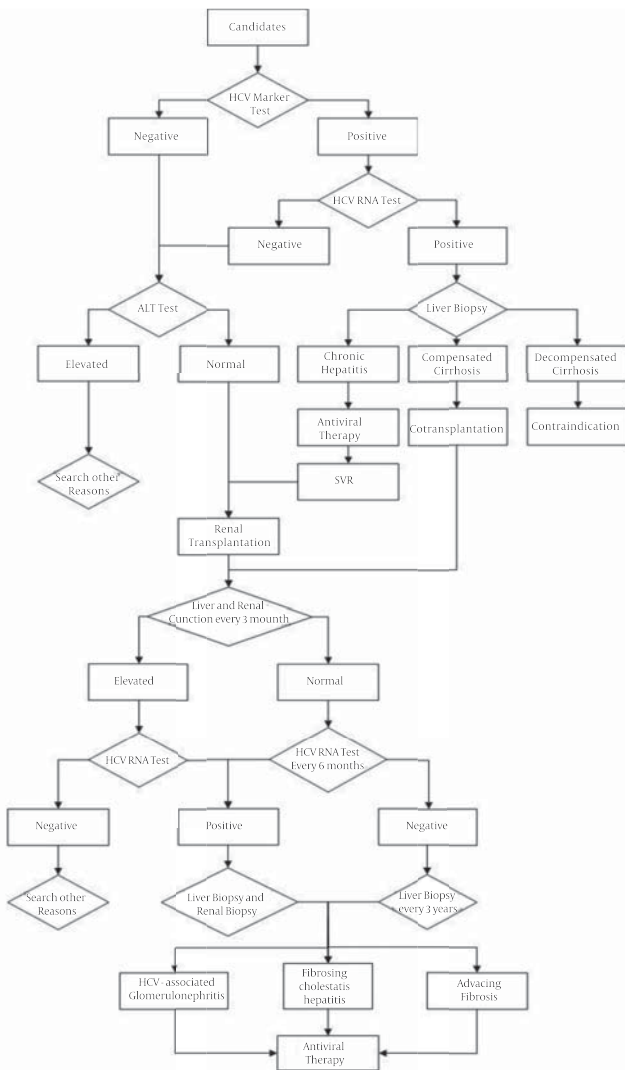 Candidates
HCV Marker
Test
Negative
Positive
HCV RNA Test
Negative
Positive
ALT Test
Liver Biopsy
Elevated
Normal
Chronic
Hepatitis
Compensated
Cirrhosis
Decompensated
Cirrhosis
Antiviral
Therapy
Cotransplantation
Contraindication
Search other
Reasons
SVR
Renal
Transplantation
Liver and Renal
Cunction every 3 mounth
Elevated
Normal
HCV RNA Test
HCV RNA Test
Every 6 months
Negative
Positive
Negative
Search other
Reasons
Liver Biopsy and
Renal Biopsy
Liver Biopsy
every 3 years
HCV-associated
Glomerulonephritis
Fibrosing
cholestatis
hepatitis
Advacing
Fibrosis
Antiviral
Therapy